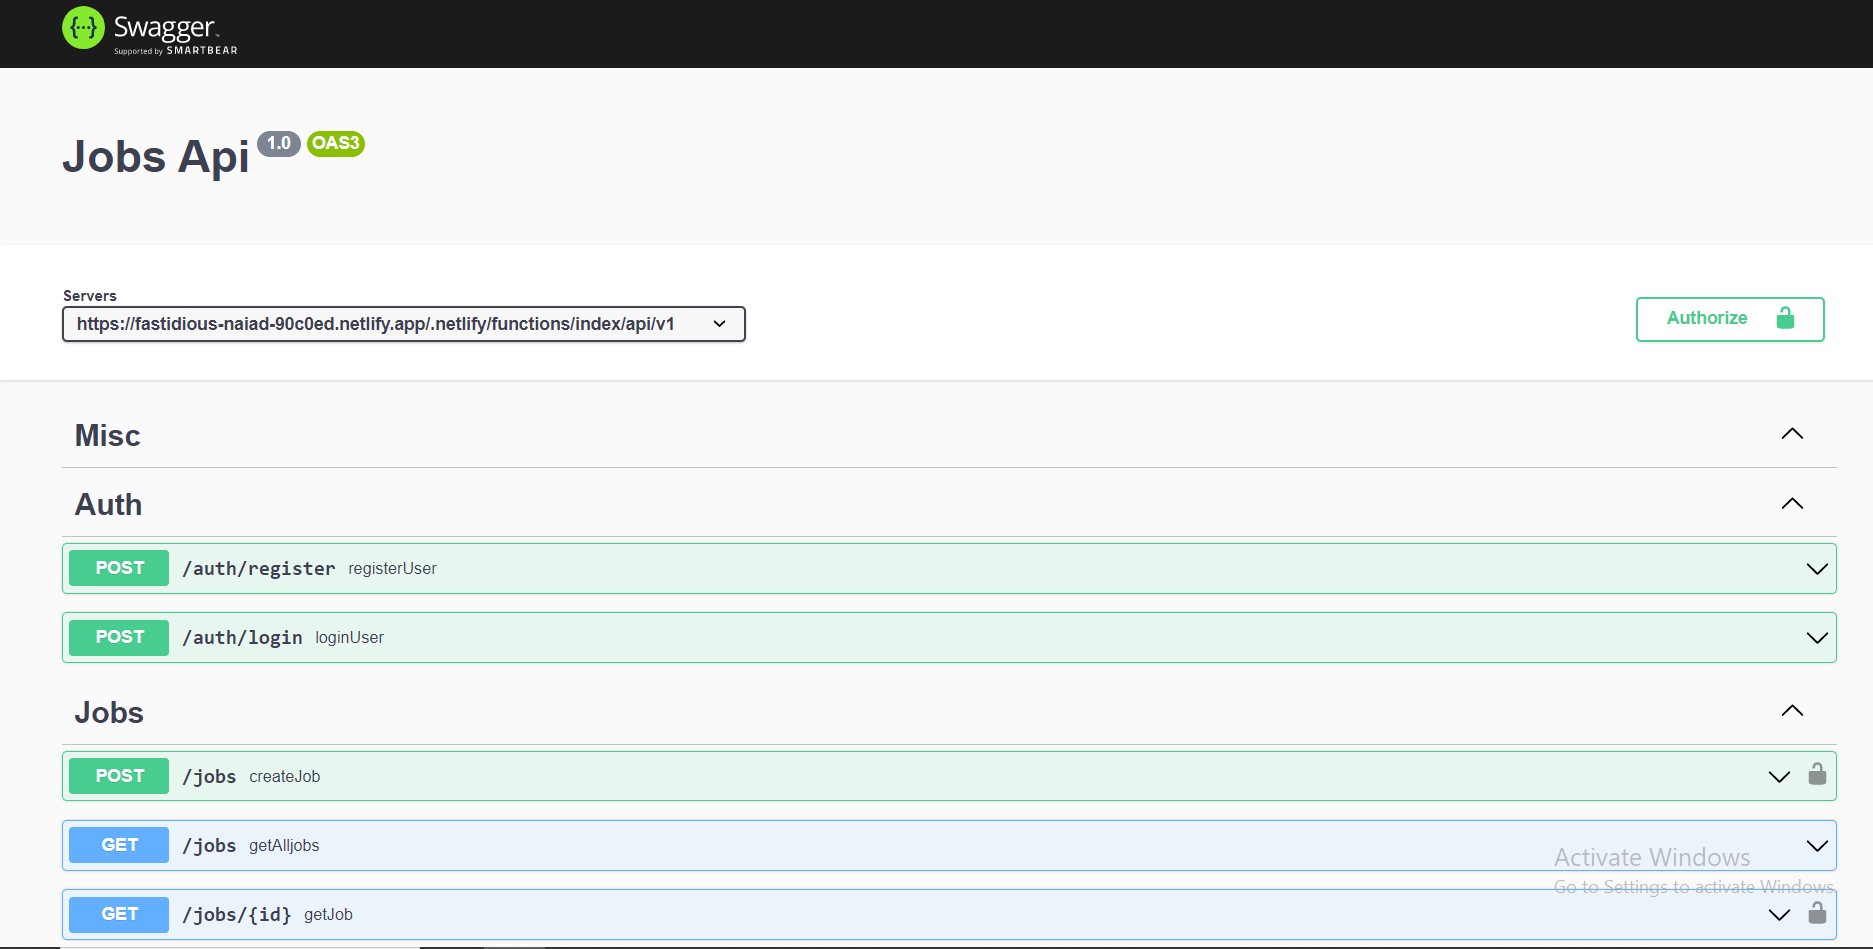 Swagger
Supported by SMARTBEAR
Jobs Api 1.0 OAS3
Servers
https://fastidious-naiad-90c0ed.netlify.app/.netlify/functions/index/api/v1
Authorize
Misc
Auth
POST /auth/register registerUser
POST /auth/login loginUser
Jobs
POST /jobs createJob
GET /jobs getAlljobs
Activate Windows
Go to Settings to activate Windows.
GET /jobs/{id} getJob